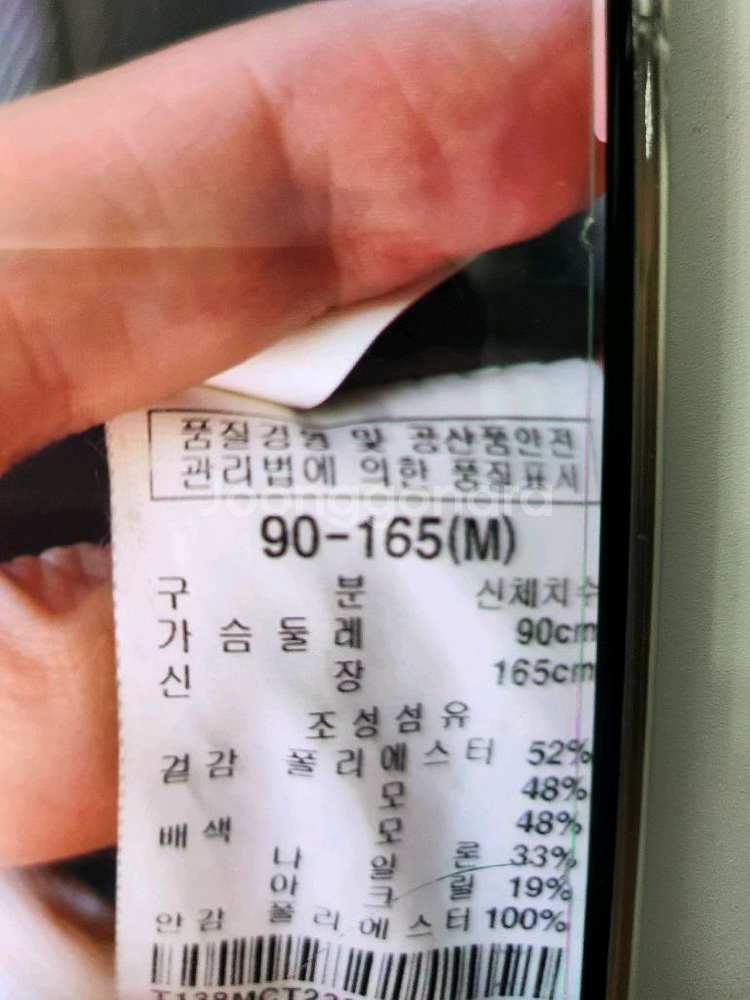 품질경영 및 공산품안전
관리법에 의한 품질표시
Joonggonara
90-165(M)
구 분 신체치수
가 슴 둘 레 90cm
신 장 165cm
조성섬유
겉감 폴리에스터 52%
모 48%
배색 모 48%
나 일 론 33%
아 크 릴 19%
안감 폴리에스터 100%